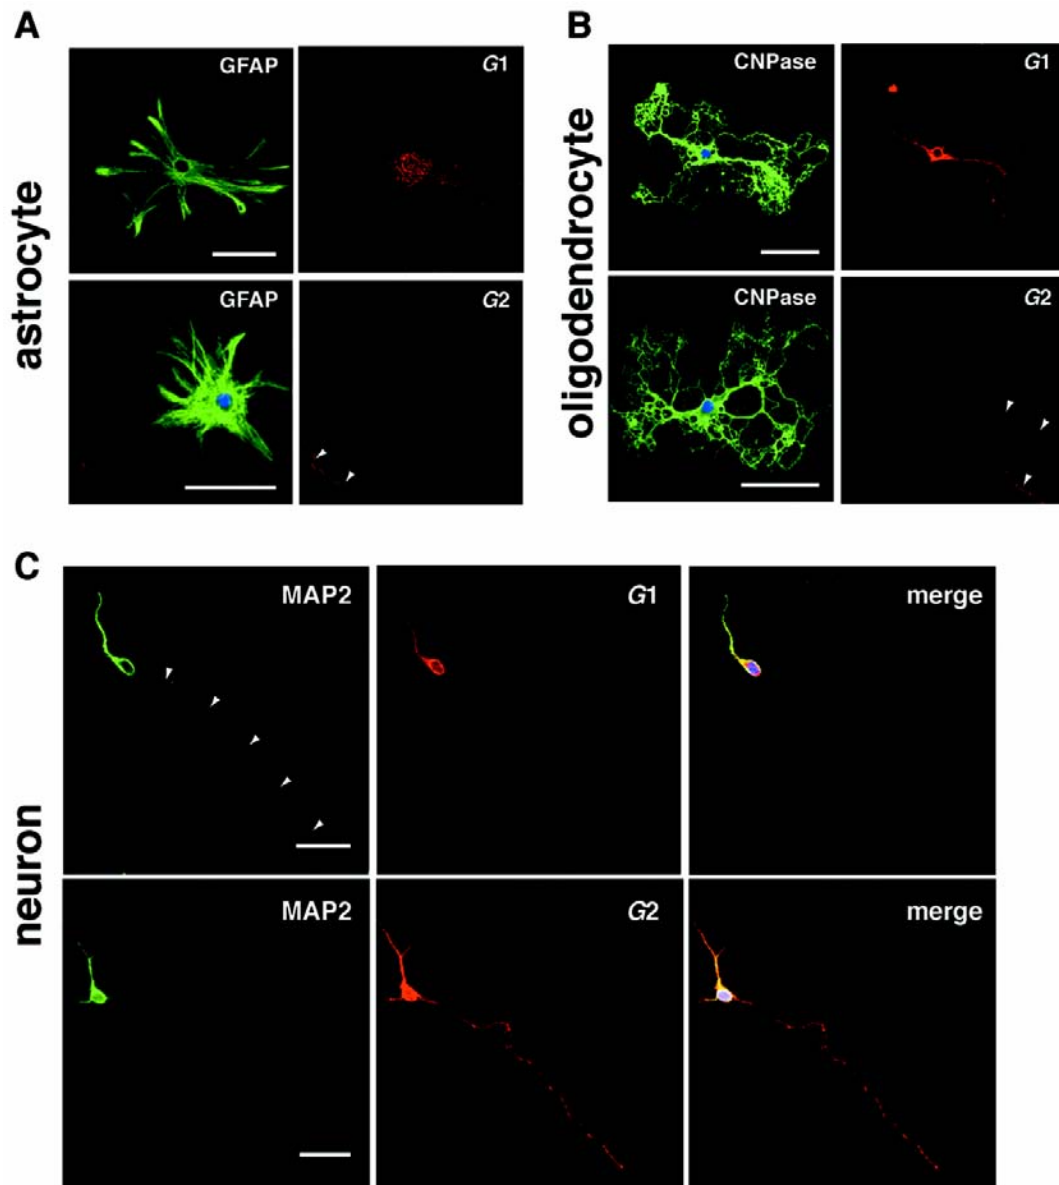 A
astrocyte
GFAP
G1
GFAP
G2
B
oligodendrocyte
CNPase
G1
CNPase
G2
C
neuron
MAP2
G1
merge
MAP2
G2
merge